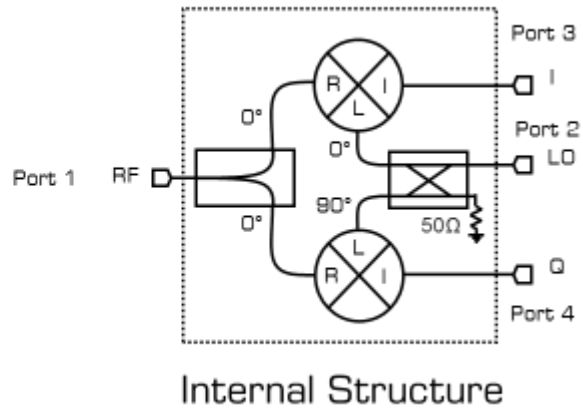 Port 3
R
I
I
L
0°
Port 2
0°
LO
Port 1
RF
90°
50Ω
0°
L
Q
R
I
Port 4
Internal Structure